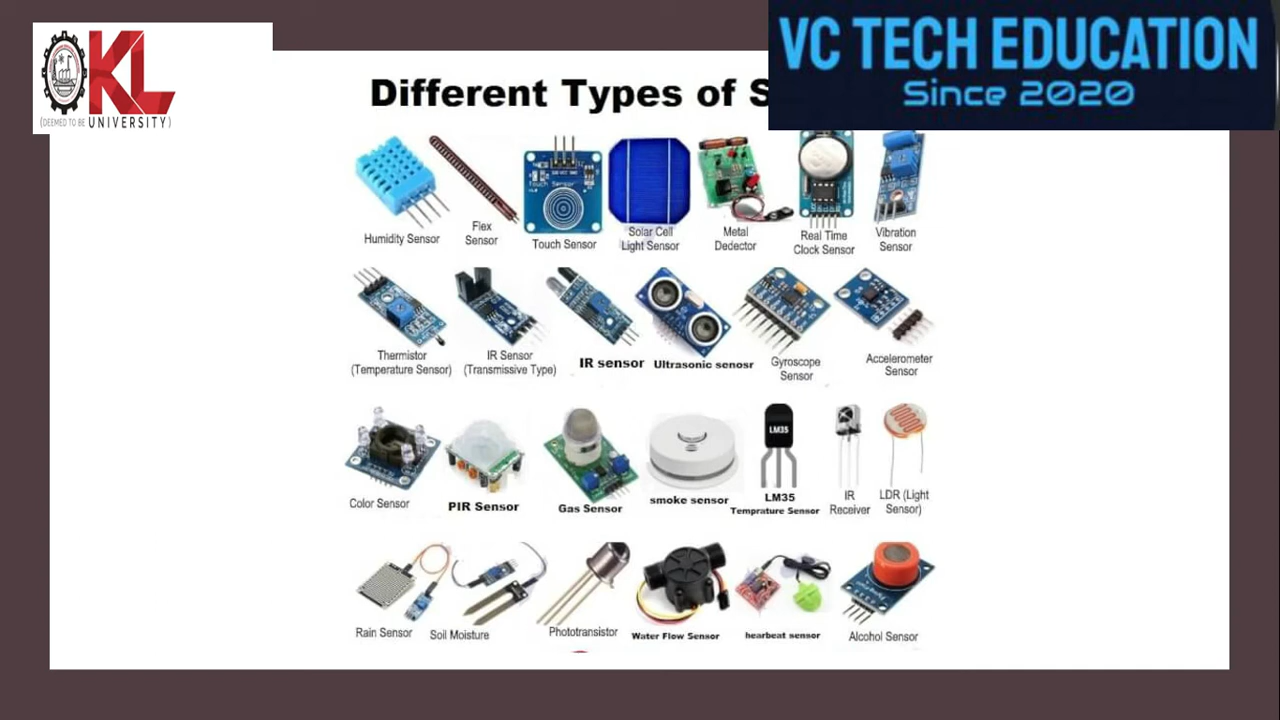 KL
(DEEMED TO BE UNIVERSITY)
VC TECH EDUCATION
Since 2020
Different Types of S
Humidity Sensor
Flex
Sensor
Touch Sensor
Touch Sensor
Solar Cell
Light Sensor
Metal
Dedector
Real Time
Clock Sensor
Vibration
Sensor
Thermistor
(Temperature Sensor)
IR Sensor
(Transmissive Type)
IR sensor
Ultrasonic senosr
Gyroscope
Sensor
Accelerometer
Sensor
Color Sensor
PIR Sensor
Gas Sensor
smoke sensor
LM35
LM35
Temprature Sensor
IR
Receiver
LDR (Light
Sensor)
Rain Sensor
Soil Moisture
Phototransistor
Water Flow Sensor
hearbeat sensor
Alcohol Sensor